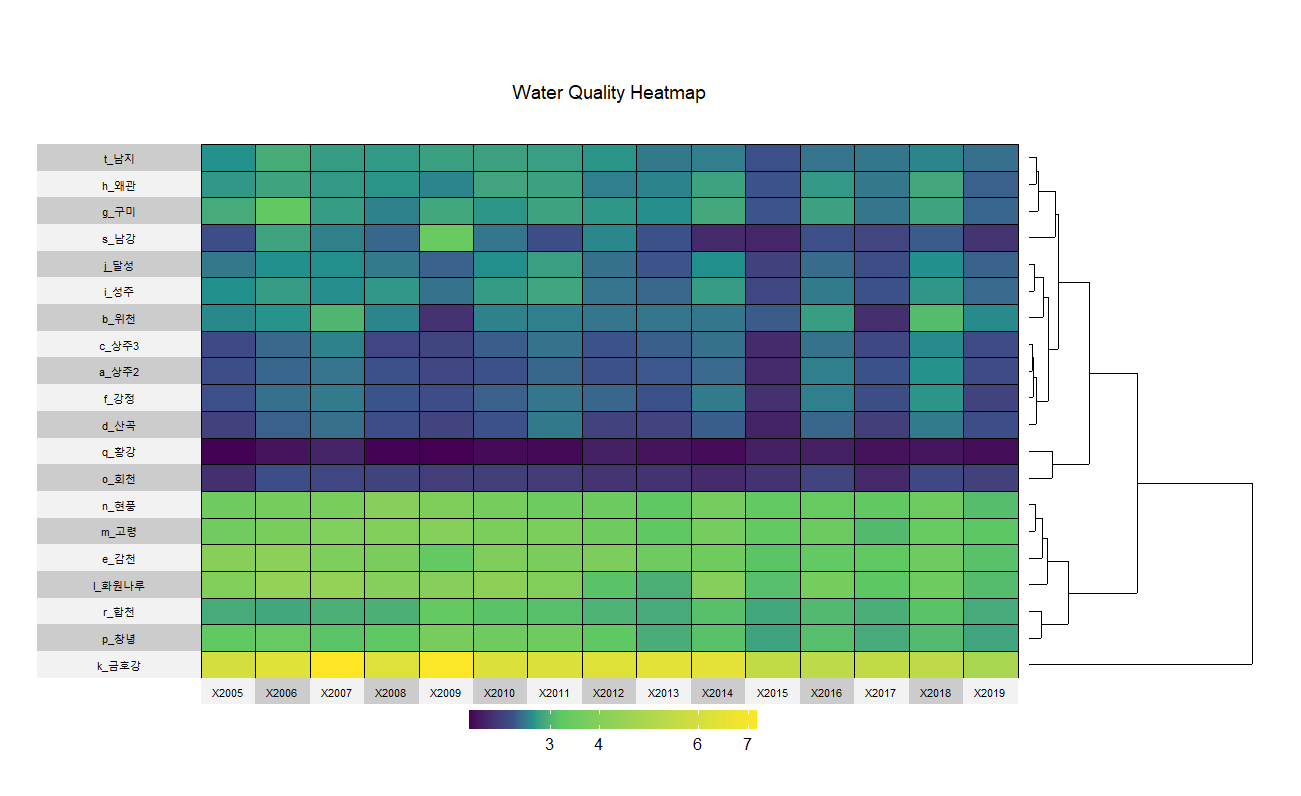 Water Quality Heatmap
t_남지
h_왜관
g_구미
s_남강
j_달성
i_성주
b_위천
c_상주3
a_상주2
f_강정
d_산곡
q_황강
o_회천
n_현풍
m_고령
e_감천
l_화원나루
r_합천
p_창녕
k_금호강
X2005 X2006 X2007 X2008 X2009 X2010 X2011 X2012 X2013 X2014 X2015 X2016 X2017 X2018 X2019
3 4 6 7